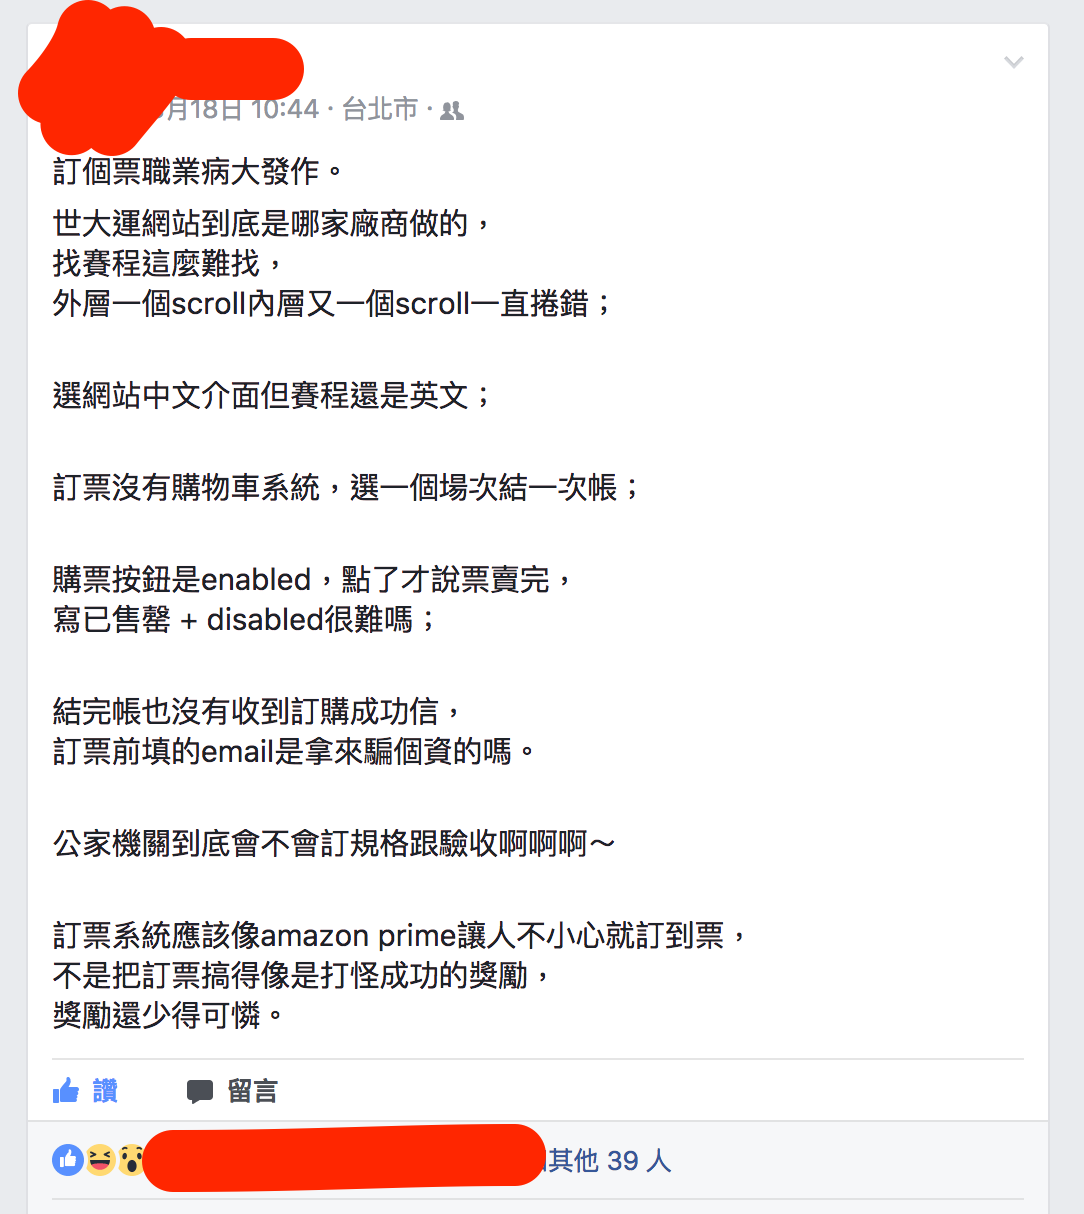 月18日 10:44 · 台北市 ·
訂個票職業病大發作。
世大運網站到底是哪家廠商做的，
找賽程這麼難找，
外層一個scroll內層又一個scroll一直捲錯；
選網站中文介面但賽程還是英文；
訂票沒有購物車系統，選一個場次結一次帳；
購票按鈕是enabled，點了才說票賣完，
寫已售罄 + disabled很難嗎；
結完帳也沒有收到訂購成功信，
訂票前填的email是拿來騙個資的嗎。
公家機關到底會不會訂規格跟驗收啊啊啊～
訂票系統應該像amazon prime讓人不小心就訂到票，
不是把訂票搞得像是打怪成功的獎勵，
獎勵還少得可憐。
讚 留言
其他 39 人